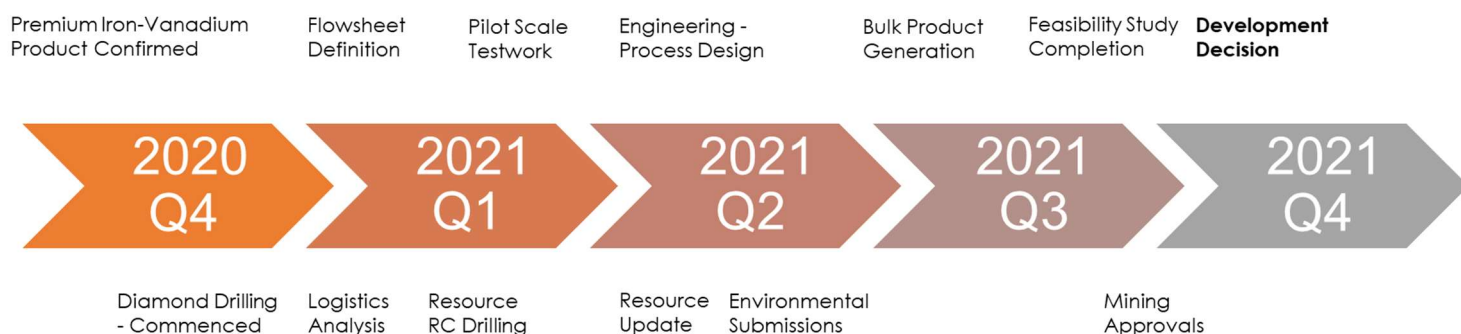 Premium Iron-Vanadium
Product Confirmed
Flowsheet
Definition
Pilot Scale
Testwork
Engineering -
Process Design
Bulk Product
Generation
Feasibility Study
Completion
Development
Decision
2020
Q4
2021
Q1
2021
Q2
2021
Q3
2021
Q4
Diamond Drilling
- Commenced
Logistics
Analysis
Resource
RC Drilling
Resource
Update
Environmental
Submissions
Mining
Approvals